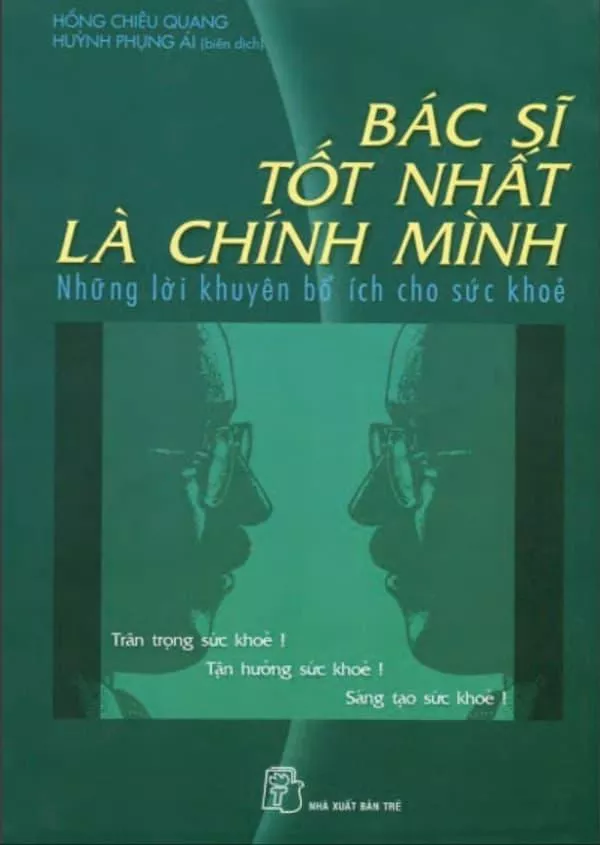 HỒNG CHIÊU QUANG
HUỲNH PHỤNG ÁI (biên dịch)
BÁC SĨ
TỐT NHẤT
LÀ CHÍNH MÌNH
Những lời khuyên bổ ích cho sức khoẻ
Trân trọng sức khoẻ !
Tận hưởng sức khoẻ !
Sáng tạo sức khoẻ !
T
NHÀ XUẤT BẢN TRẺ